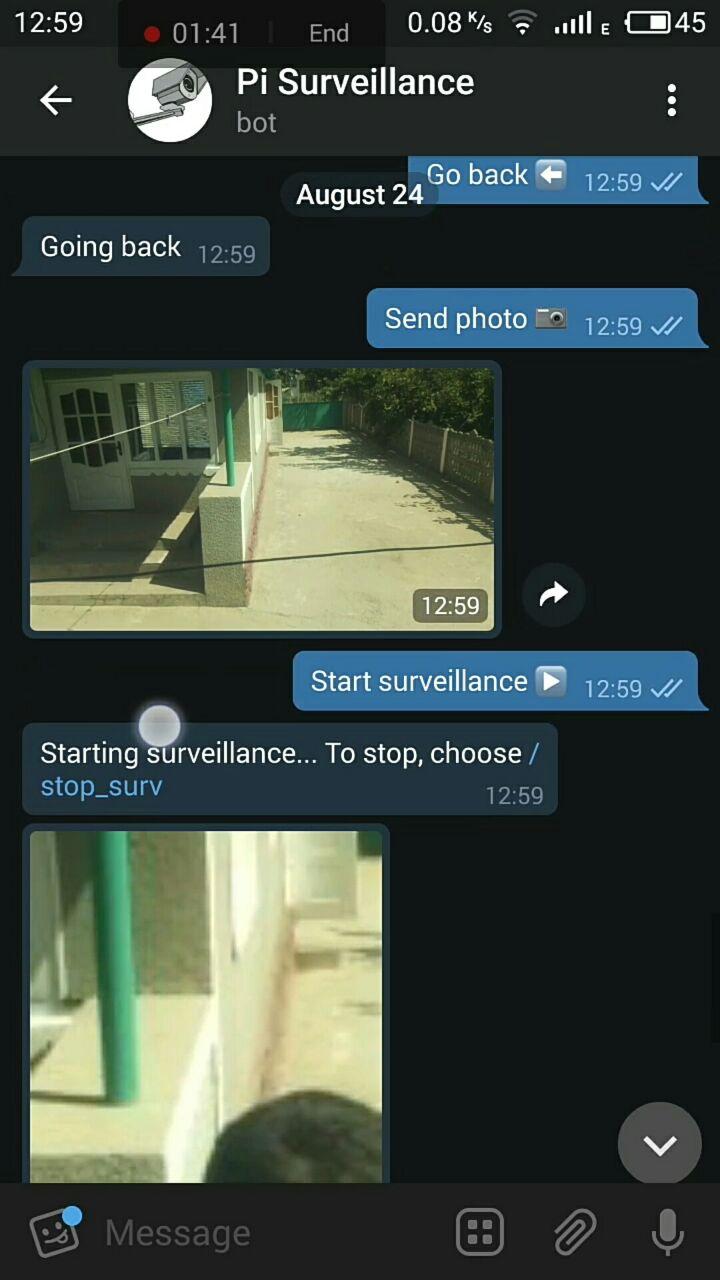 12:59
01:41
End
0.08 K/s
E
45
Pi Surveillance
bot
Go back ⬅️ 12:59
August 24
Going back 12:59
Send photo 📷 12:59
12:59
Start surveillance ▶️ 12:59
Starting surveillance... To stop, choose /
stop_surv
12:59
Message